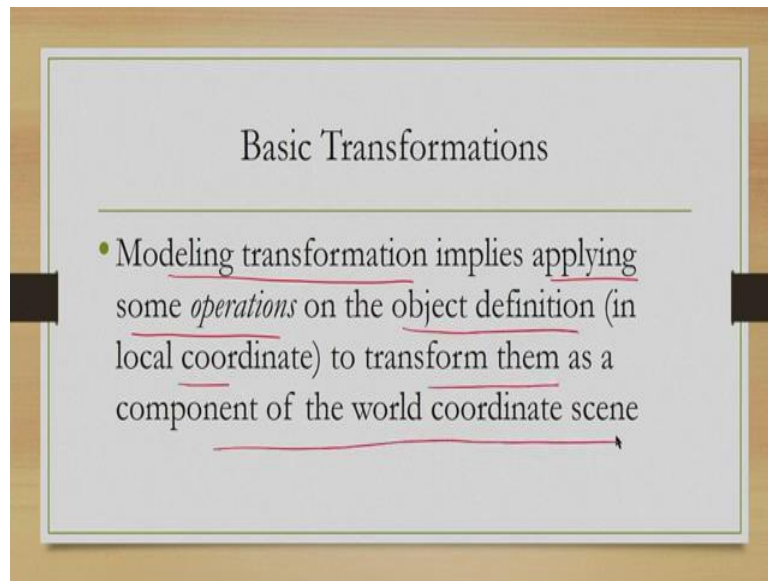 Basic Transformations
• Modeling transformation implies applying
some operations on the object definition (in
local coordinate) to transform them as a
component of the world coordinate scene